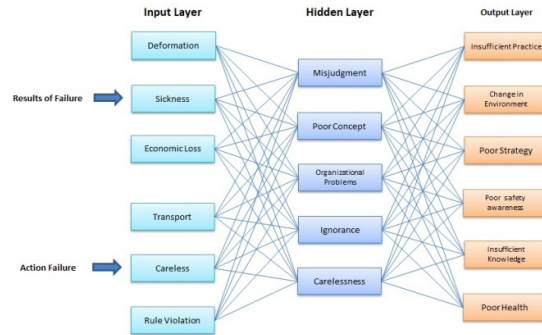 Input Layer
Hidden Layer
Output Layer
Results of Failure
Action Failure
Deformation
Sickness
Economic Loss
Transport
Careless
Rule Violation
Misjudgment
Poor Concept
Organizational
Problems
Ignorance
Carelessness
Insufficient Practice
Change in
Environment
Poor Strategy
Poor safety
awareness
Insufficient
Knowledge
Poor Health